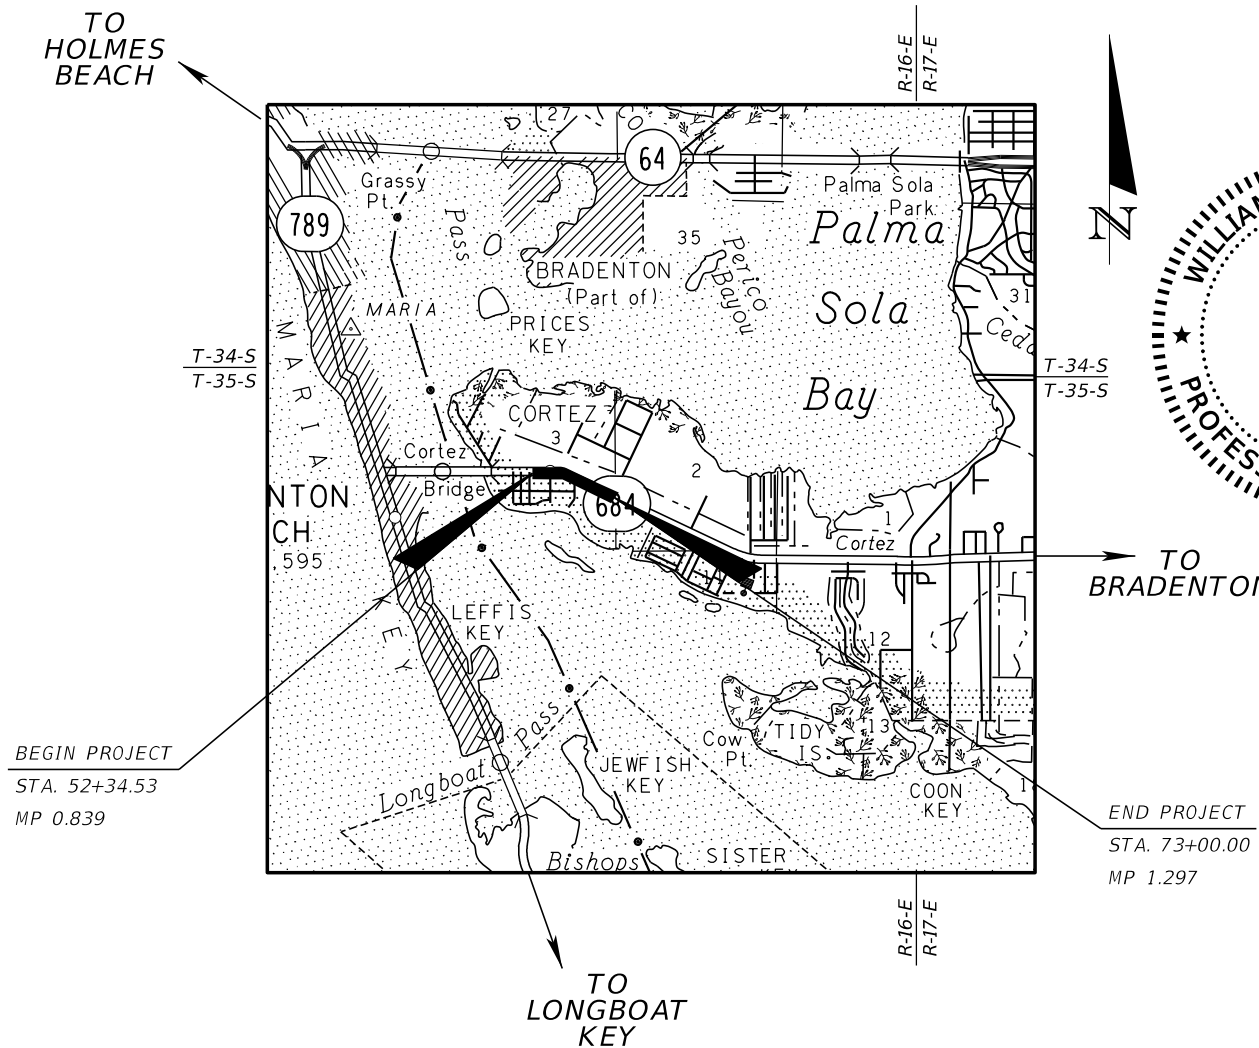 TO
HOLMES
BEACH
R-16-E
R-17-E
27
64
Grassy
Pt.
789
Pass
Palma Sola
Park
Palma
Sola
Bay
35
Perico
Bayou
BRADENTON
(Part of)
31
MARIA
PRICES
KEY
N
WILLIAM
PROFESS
MARIA
KEY
T-34-S
T-35-S
T-34-S
T-35-S
CORTEZ
3
2
1
Cortez
Bridge
NTON
CH
595
684
Cortez
TO
BRADENTON
LEFFIS
KEY
12
13
TIDY
IS.
Cow
Pt.
Longboat Pass
JEWFISH
KEY
COON
KEY
BEGIN PROJECT
STA. 52+34.53
MP 0.839
END PROJECT
STA. 73+00.00
MP 1.297
Bishops
SISTER
R-16-E
R-17-E
TO
LONGBOAT
KEY